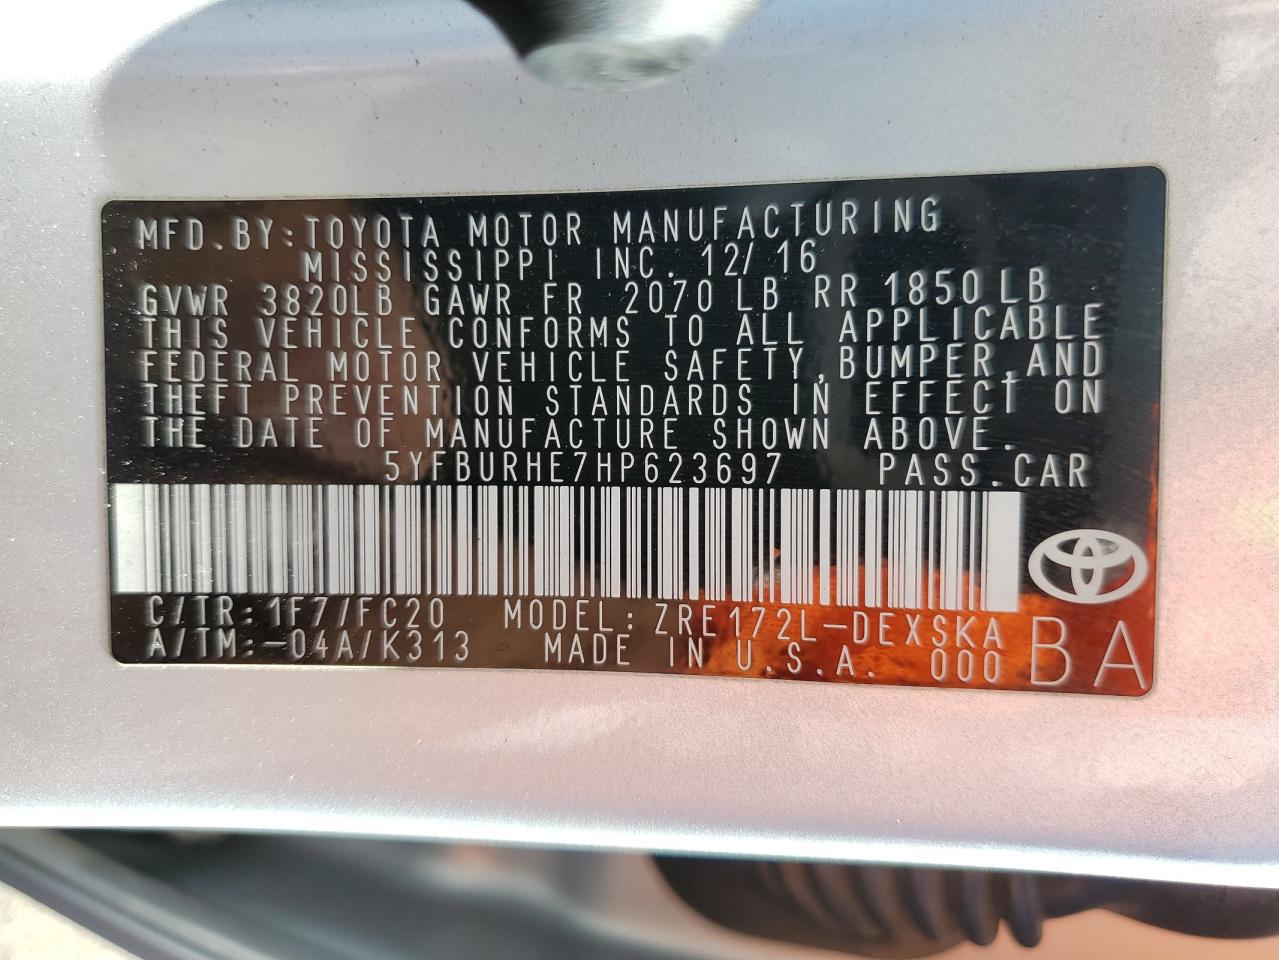 MFD.BY:TOYOTA MOTOR MANUFACTURING
MISSISSIPPI INC. 12/16
GVWR 3820LB GAWR FR 2070 LB RR 1850 LB
THIS VEHICLE CONFORMS TO ALL APPLICABLE
FEDERAL MOTOR VEHICLE SAFETY,BUMPER,AND
THEFT PREVENTION STANDARDS IN EFFECT ON
THE DATE OF MANUFACTURE SHOWN ABOVE.
5YFBURHE7HP623697 PASS.CAR
C/TR:1F7/FC20 MODEL:ZRE172L-DEXSKA
A/TM:-04A/K313 MADE IN U.S.A. 000 BA